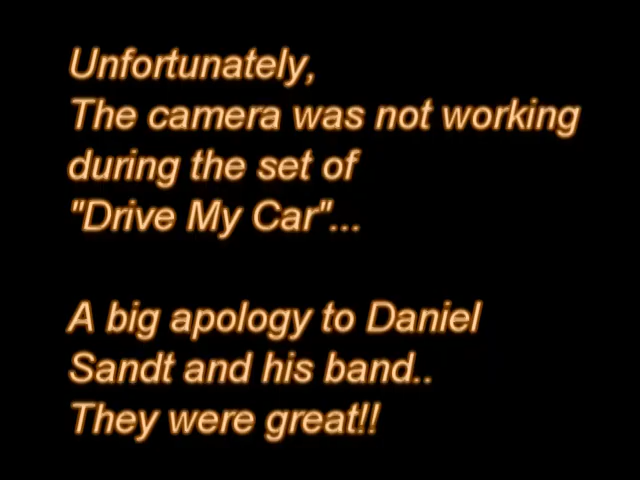 Unfortunately,
The camera was not working
during the set of
"Drive My Car"...
A big apology to Daniel
Sandt and his band..
They were great!!